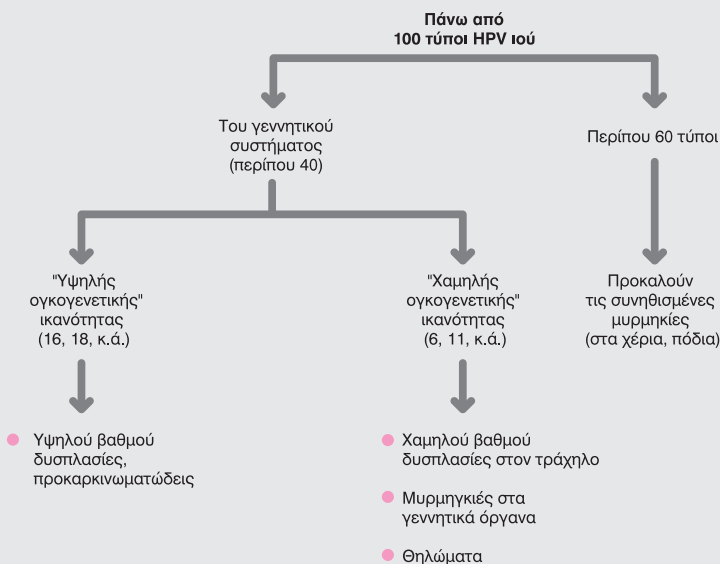 Πάνω από
100 τύποι HPV ιού
Του γεννητικού
συστήματος
(περίπου 40)
Περίπου 60 τύποι
"Υψηλής
ογκογενετικής"
ικανότητας
(16, 18, κ.ά.)
"Χαμηλής
ογκογενετικής"
ικανότητας
(6, 11, κ.ά.)
Προκαλούν
τις συνηθισμένες
μυρμηκίες
(στα χέρια, πόδια)
Υψηλού βαθμού
δυσπλασίες,
προκαρκινωματώδεις
Χαμηλού βαθμού
δυσπλασίες στον τράχηλο
Μυρμηγκιές στα
γεννητικά όργανα
Θηλώματα